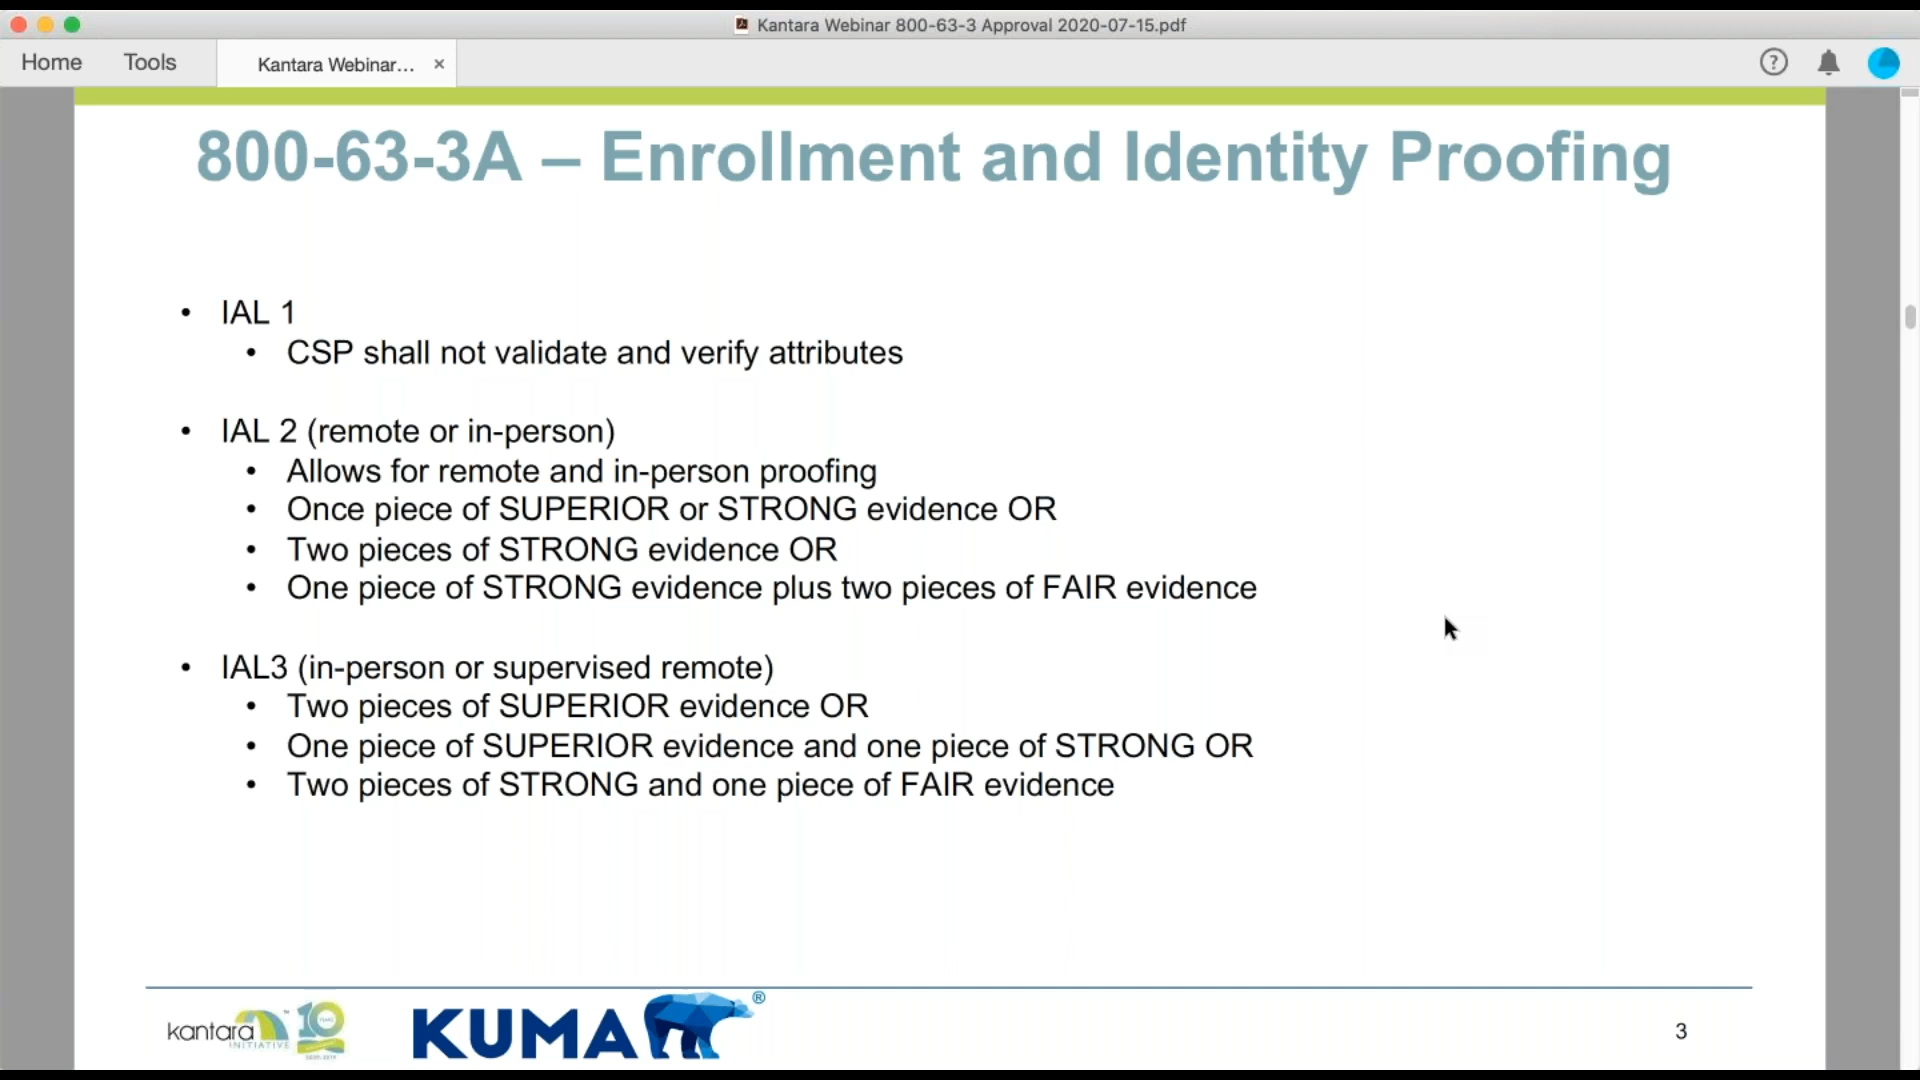 Kantara Webinar 800-63-3 Approval 2020-07-15.pdf
Home
Tools
Kantara Webinar... ×
800-63-3A – Enrollment and Identity Proofing
• IAL 1
• CSP shall not validate and verify attributes
• IAL 2 (remote or in-person)
• Allows for remote and in-person proofing
• Once piece of SUPERIOR or STRONG evidence OR
• Two pieces of STRONG evidence OR
• One piece of STRONG evidence plus two pieces of FAIR evidence
• IAL3 (in-person or supervised remote)
• Two pieces of SUPERIOR evidence OR
• One piece of SUPERIOR evidence and one piece of STRONG OR
• Two pieces of STRONG and one piece of FAIR evidence
kantara
INITIATIVE
10
KUMA®
3